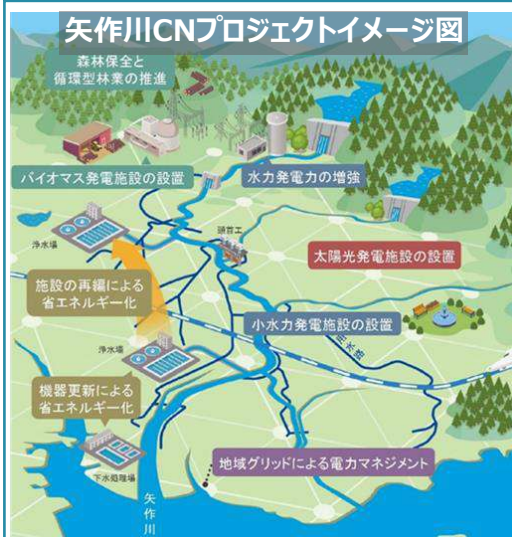 矢作川CNプロジェクトイメージ図
森林保全と
循環型林業の推進
バイオマス発電施設の設置
水力発電力の増強
浄水場
頭首工
太陽光発電施設の設置
施設の再編による
省エネルギー化
小水力発電施設の設置
浄水場
機器更新による
省エネルギー化
地域グリッドによる電力マネジメント
下水処理場
矢作川